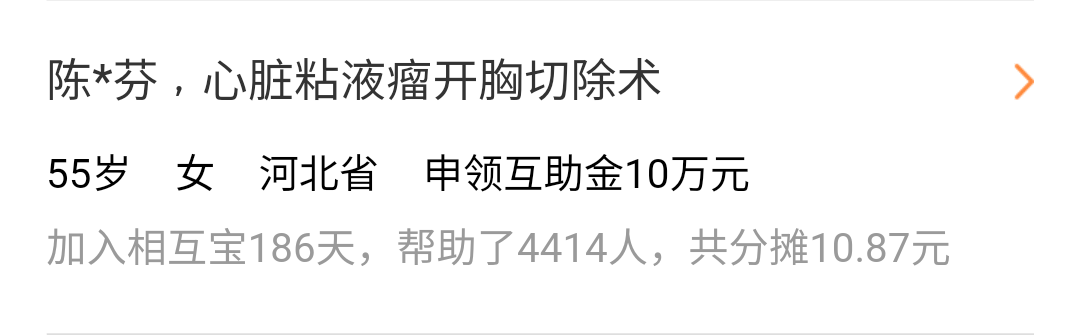 陈*芬，心脏粘液瘤开胸切除术
55岁 女 河北省 申领互助金10万元
加入相互宝186天，帮助了4414人，共分摊10.87元